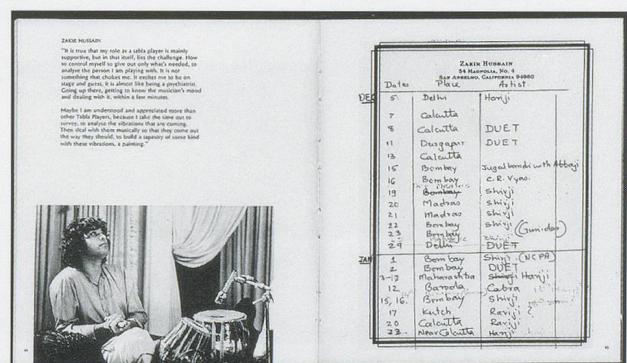 ZAKIR HUSSAIN
"It is true that my role as a tabla player is mainly
supportive, but in that itself, lies the challenge. How
to control myself to give out only what's needed, to
analyse the person I am playing with. It is not
something that chokes me. It excites me to be on
stage and guess, it is almost like being a psychiatrist.
Going up there, getting to know the musician's mood
and dealing with it, within a few minutes.
Maybe I am understood and appreciated more than
other Tabla Players, because I take the time out to
survey, to analyse the vibrations that are coming.
Then deal with them musically so that they come out
the way they should, to build a tapestry of some kind
with these vibrations, a painting."
ZAKIR HUSSAIN
54 MAGNOLIA, NO. 4
SAN ANSELMO, CALIFORNIA 94960
Dates Place Artist
DEC 5 Delhi Hariji
7 Calcutta
8 Calcutta DUET
11 Durgapur DUET
13 Calcutta
15 Bombay Jugalbandi with Abbaji
16 Bombay C.R. Vyas
19 Bombay Shivji
20 Madras Shivji
21 Madras Shivji
22 Bombay Shivji
23 Bombay (Gunidas)
29 Delhi DUET
JAN 1 Bombay Shivji (NCPA)
2 Bombay DUET
Maharashtra Hariji
12 Baroda Cabra
15, 16. Bombay Shivji
17 Kutch Raviji
20 Calcutta Raviji
23 Near Calcutta Hariji